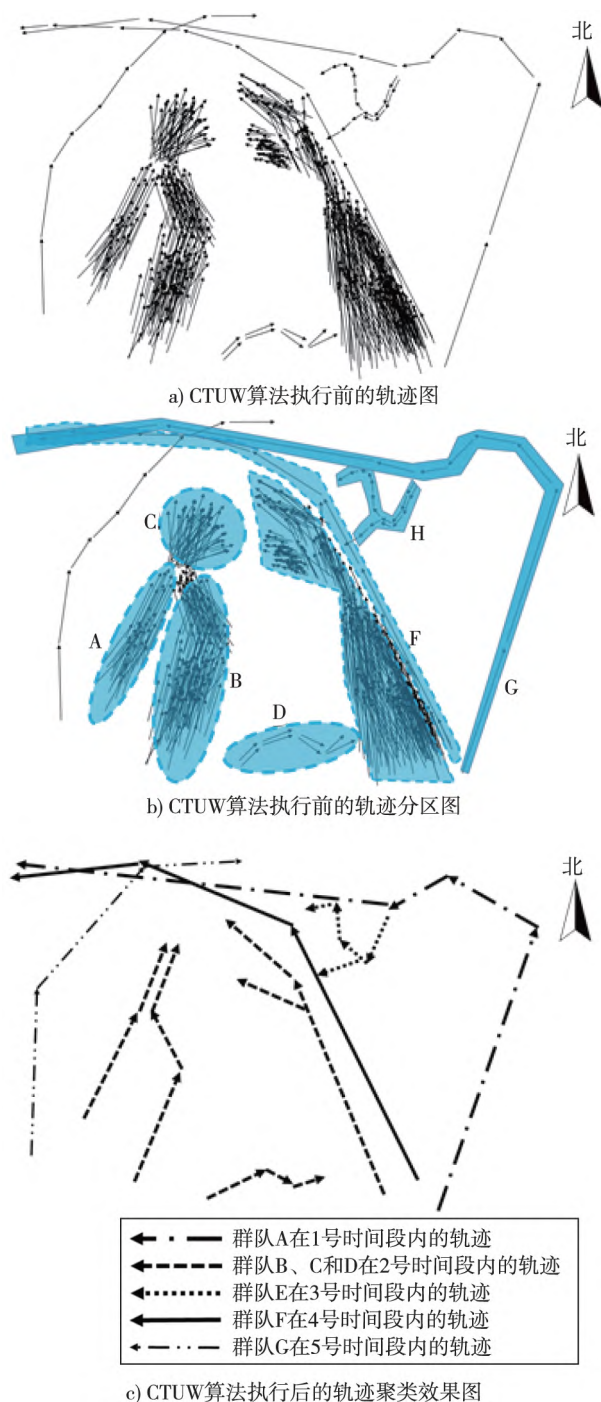 北
a) CTUW算法执行前的轨迹图
北
C
H
A
B
F
G
D
b) CTUW算法执行前的轨迹分区图
北
群队A在1号时间段内的轨迹
群队B、C和D在2号时间段内的轨迹
群队E在3号时间段内的轨迹
群队F在4号时间段内的轨迹
群队G在5号时间段内的轨迹
c) CTUW算法执行后的轨迹聚类效果图